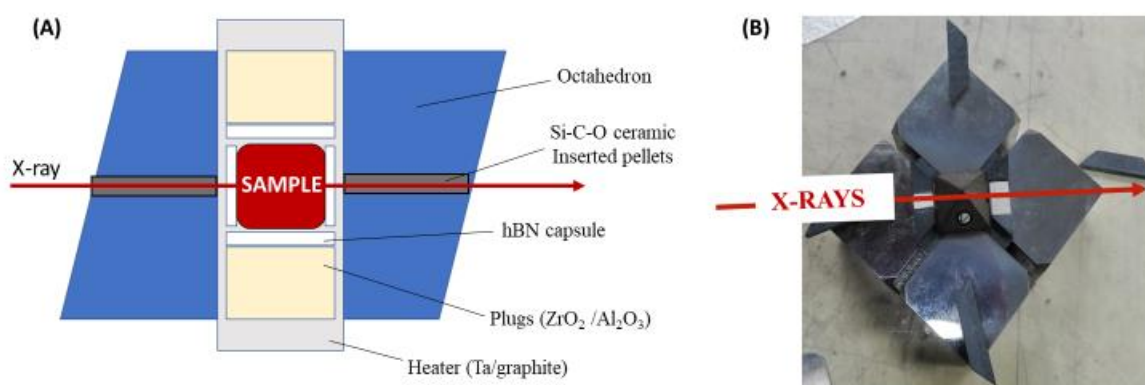 (A)
Octahedron
Si-C-O ceramic
Inserted pellets
X-ray
SAMPLE
hBN capsule
Plugs (ZrO₂ /Al₂O₃)
Heater (Ta/graphite)
(B)
X-RAYS